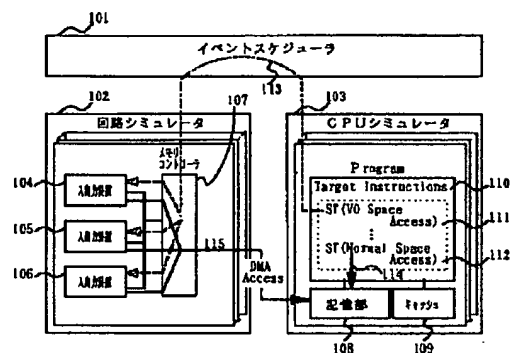 101
イベントスケジューラ
113
102
107
103
回路シミュレータ
CPUシミュレータ
メモリ
コントローラ
104
入出力装置
105
入出力装置
106
入出力装置
115
DMA
Access
Program
Target Instructions
110
ST(I/O Space
Access)
111
ST(Normal Space
Access)
112
114
記憶部
キャッシュ
108
109